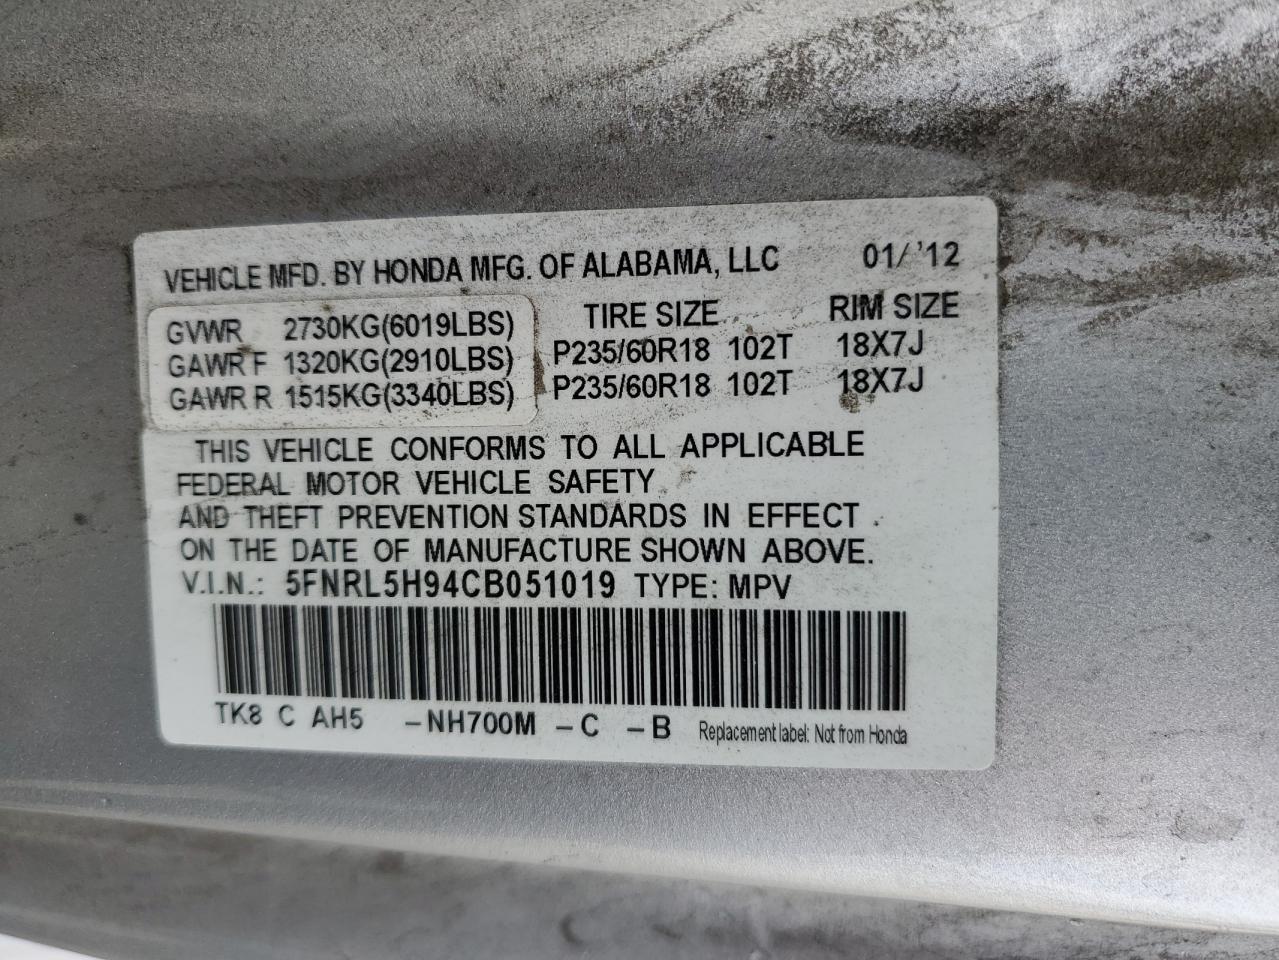 VEHICLE MFD. BY HONDA MFG. OF ALABAMA, LLC 01/ '12
GVWR 2730KG(6019LBS) TIRE SIZE RIM SIZE
GAWR F 1320KG(2910LBS) P235/60R18 102T 18X7J
GAWR R 1515KG(3340LBS) P235/60R18 102T 18X7J
THIS VEHICLE CONFORMS TO ALL APPLICABLE
FEDERAL MOTOR VEHICLE SAFETY
AND THEFT PREVENTION STANDARDS IN EFFECT
ON THE DATE OF MANUFACTURE SHOWN ABOVE.
V.I.N.: 5FNRL5H94CB051019 TYPE: MPV
TK8 C AH5 -NH700M -C -B Replacement label: Not from Honda